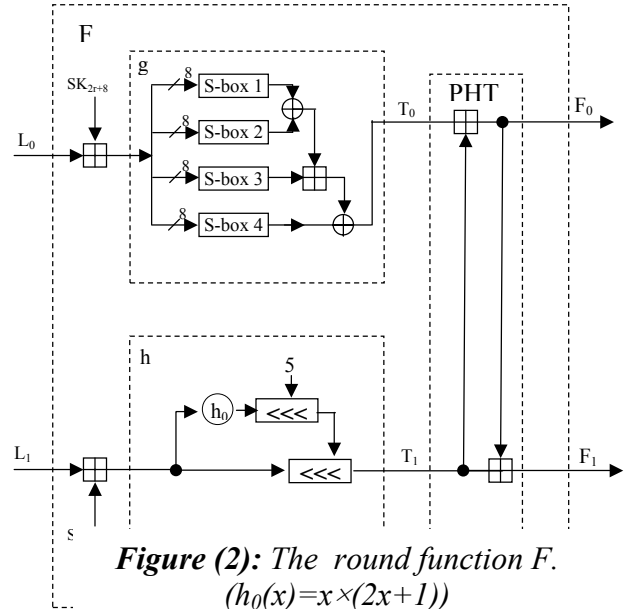 F
g
SK2r+8
8
S-box 1
8
S-box 2
8
S-box 3
8
S-box 4
L0
T0
PHT
F0
h
5
h0
<<<
<<<
L1
T1
F1
S
Figure (2): The round function F.
(h0(x)=x×(2x+1))